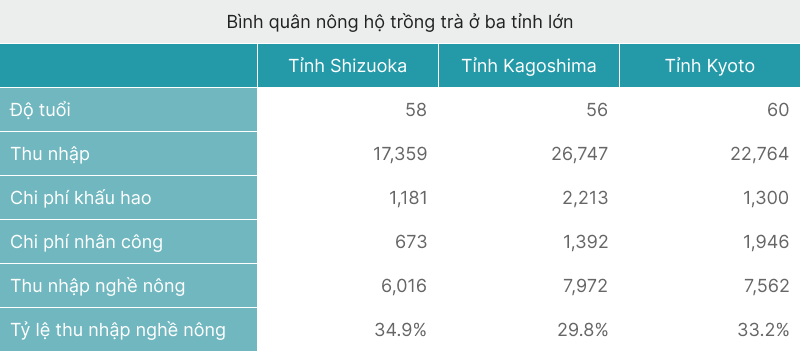 Bình quân nông hộ trồng trà ở ba tỉnh lớn
Tỉnh Shizuoka Tỉnh Kagoshima Tỉnh Kyoto
Độ tuổi 58 56 60
Thu nhập 17,359 26,747 22,764
Chi phí khấu hao 1,181 2,213 1,300
Chi phí nhân công 673 1,392 1,946
Thu nhập nghề nông 6,016 7,972 7,562
Tỷ lệ thu nhập nghề nông 34.9% 29.8% 33.2%